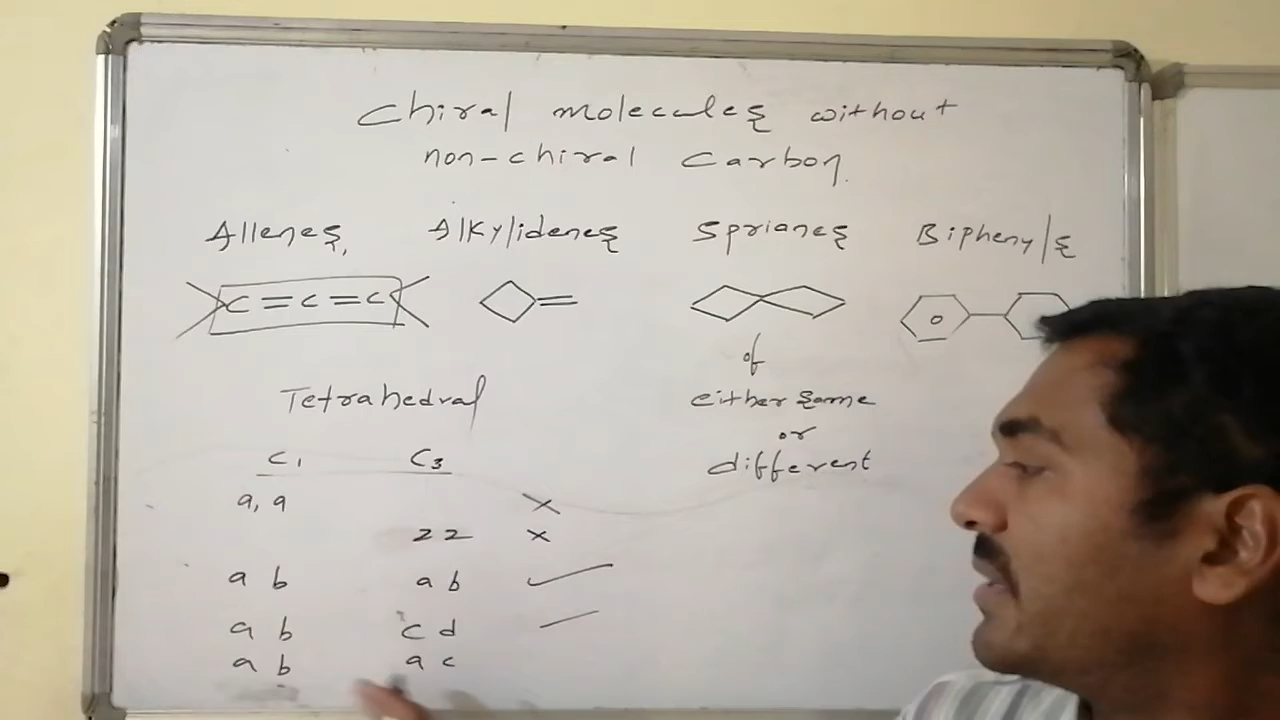 Chiral molecules without
non-chiral Carbon.
Allenes, Alkylidenes Sprianes Biphenyls
C=C=C
of
Tetrahedral either same
or
C1 C3 different
a, a ×
z z ×
a b a b ✓
a b c d
a b a c